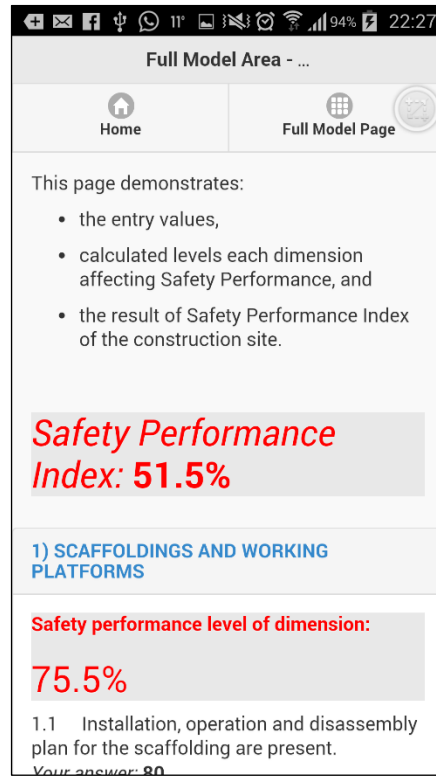 11° 94% 22:27
Full Model Area - ...
Home
Full Model Page
This page demonstrates:
• the entry values,
• calculated levels each dimension
affecting Safety Performance, and
• the result of Safety Performance Index
of the construction site.
Safety Performance
Index: 51.5%
1) SCAFFOLDINGS AND WORKING
PLATFORMS
Safety performance level of dimension:
75.5%
1.1 Installation, operation and disassembly
plan for the scaffolding are present.
Your answer: 80